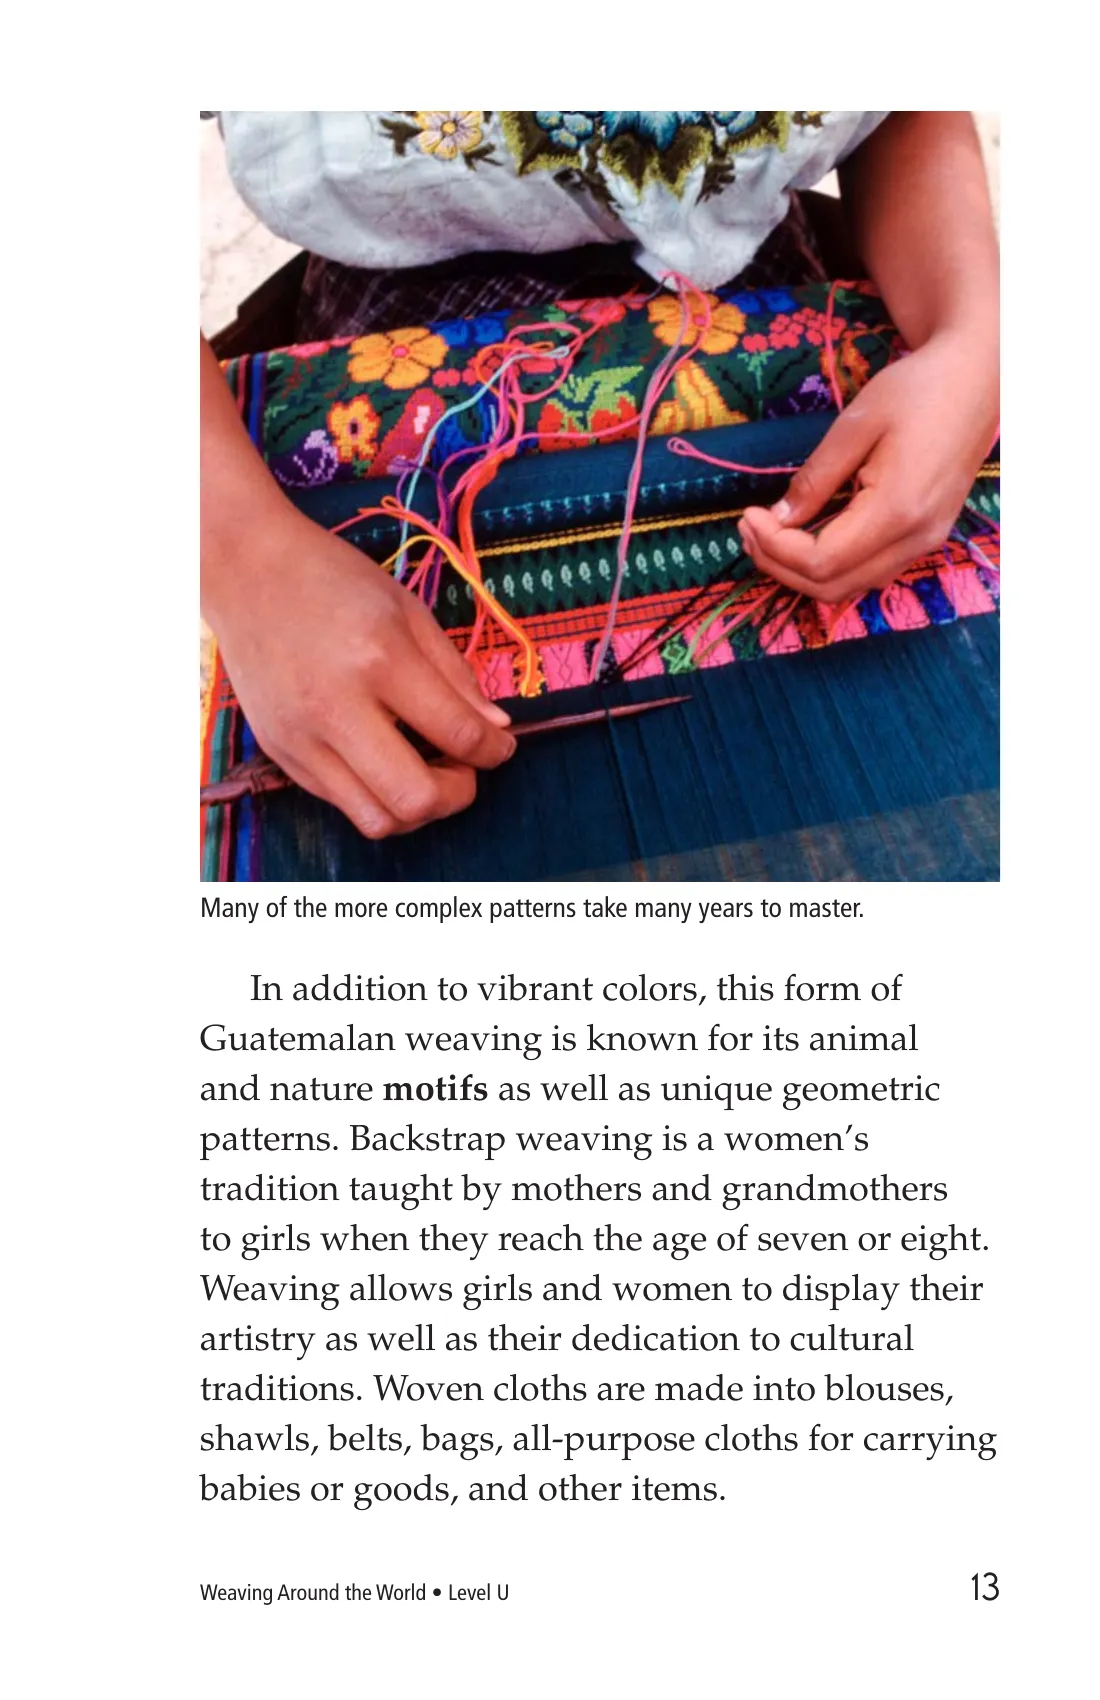 Many of the more complex patterns take many years to master.
In addition to vibrant colors, this form of
Guatemalan weaving is known for its animal
and nature motifs as well as unique geometric
patterns. Backstrap weaving is a women’s
tradition taught by mothers and grandmothers
to girls when they reach the age of seven or eight.
Weaving allows girls and women to display their
artistry as well as their dedication to cultural
traditions. Woven cloths are made into blouses,
shawls, belts, bags, all-purpose cloths for carrying
babies or goods, and other items.
Weaving Around the World • Level U
13